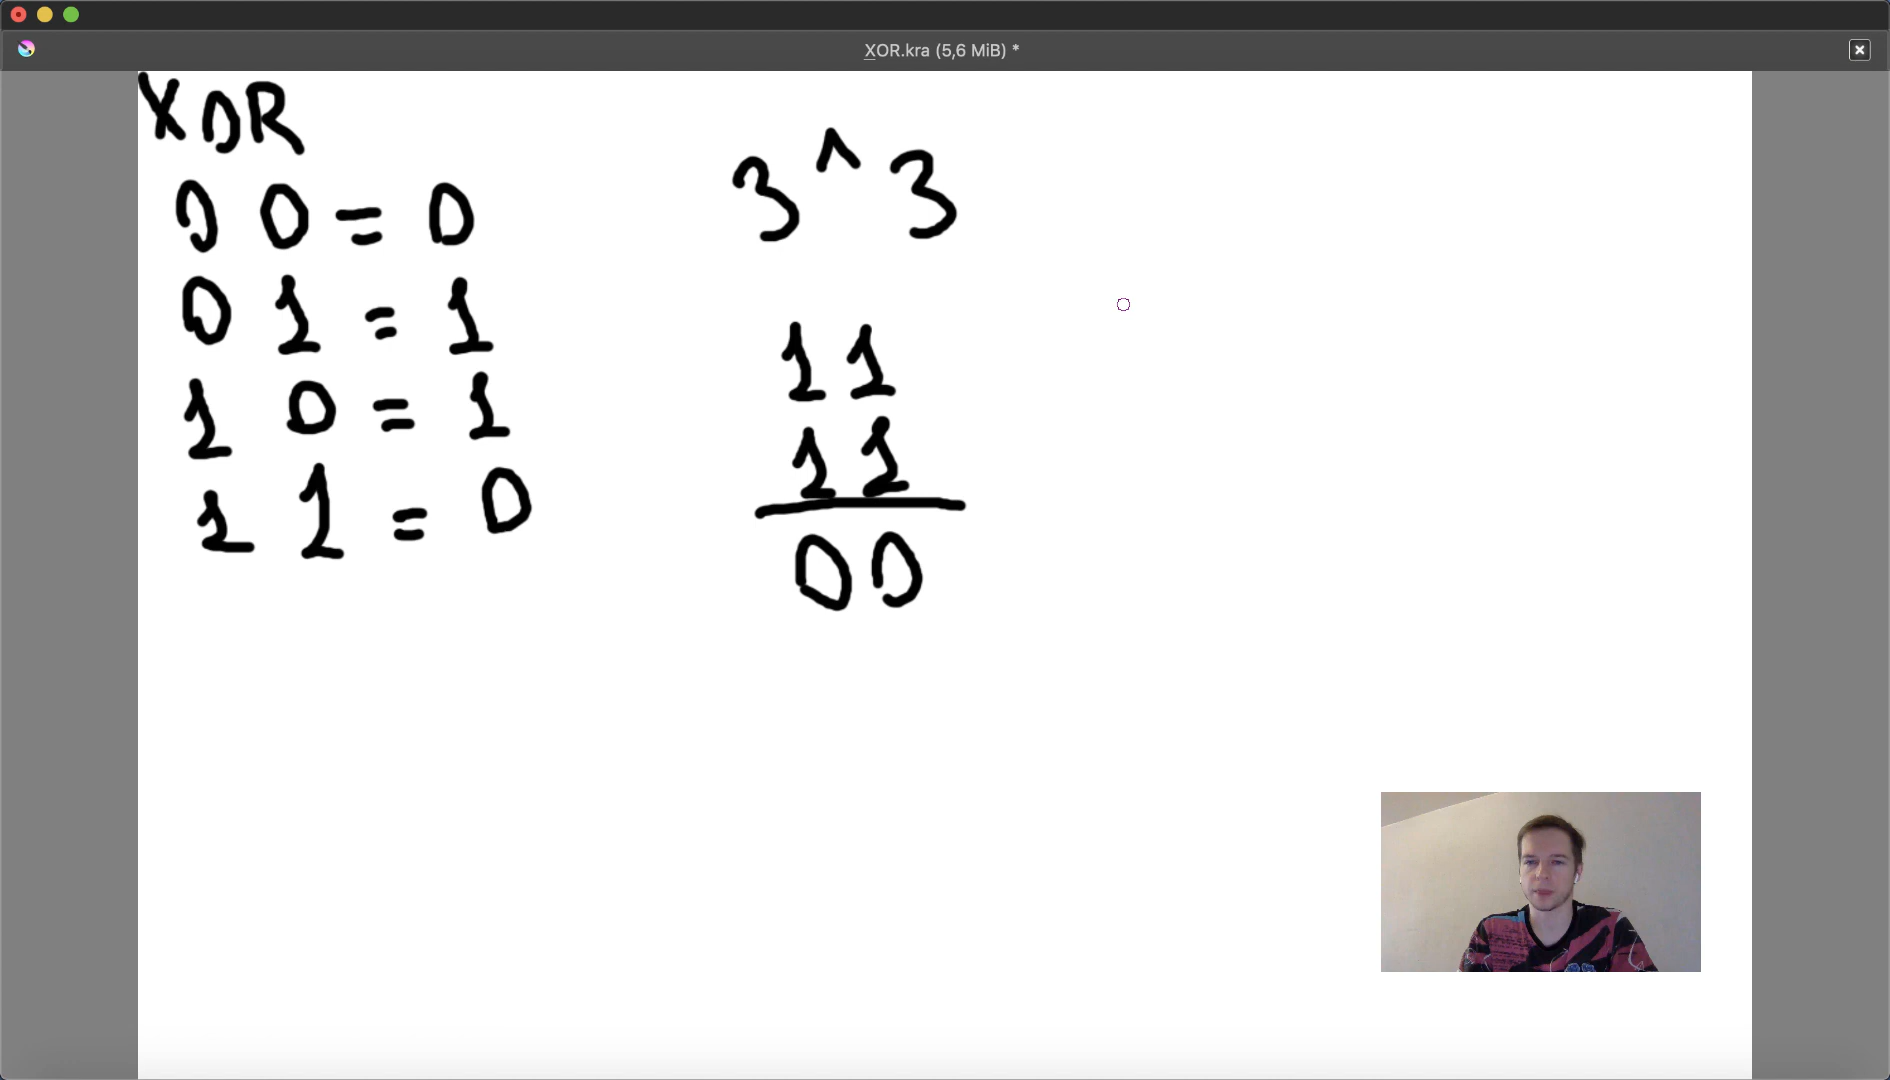 XOR.kra (5,6 MiB) *
XOR
0 0 = 0
0 1 = 1
1 0 = 1
1 1 = 0
3 ^ 3
1 1
1 1
0 0